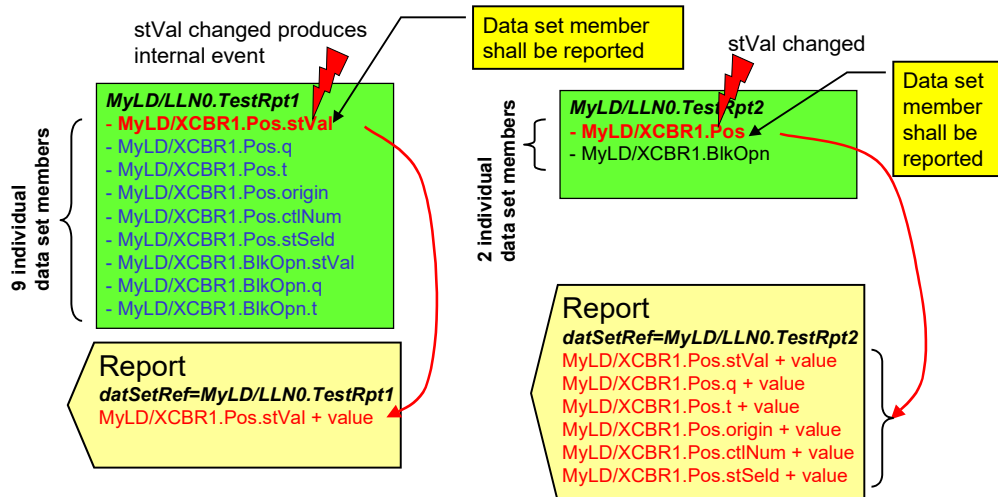 stVal changed produces
internal event
Data set member
shall be reported
9 individual
data set members
MyLD/LLN0.TestRpt1
- MyLD/XCBR1.Pos.stVal
- MyLD/XCBR1.Pos.q
- MyLD/XCBR1.Pos.t
- MyLD/XCBR1.Pos.origin
- MyLD/XCBR1.Pos.ctlNum
- MyLD/XCBR1.Pos.stSeld
- MyLD/XCBR1.BlkOpn.stVal
- MyLD/XCBR1.BlkOpn.q
- MyLD/XCBR1.BlkOpn.t
Report
datSetRef=MyLD/LLN0.TestRpt1
MyLD/XCBR1.Pos.stVal + value
stVal changed
Data set
member
shall be
reported
2 individual
data set members
MyLD/LLN0.TestRpt2
- MyLD/XCBR1.Pos
- MyLD/XCBR1.BlkOpn
Report
datSetRef=MyLD/LLN0.TestRpt2
MyLD/XCBR1.Pos.stVal + value
MyLD/XCBR1.Pos.q + value
MyLD/XCBR1.Pos.t + value
MyLD/XCBR1.Pos.origin + value
MyLD/XCBR1.Pos.ctlNum + value
MyLD/XCBR1.Pos.stSeld + value